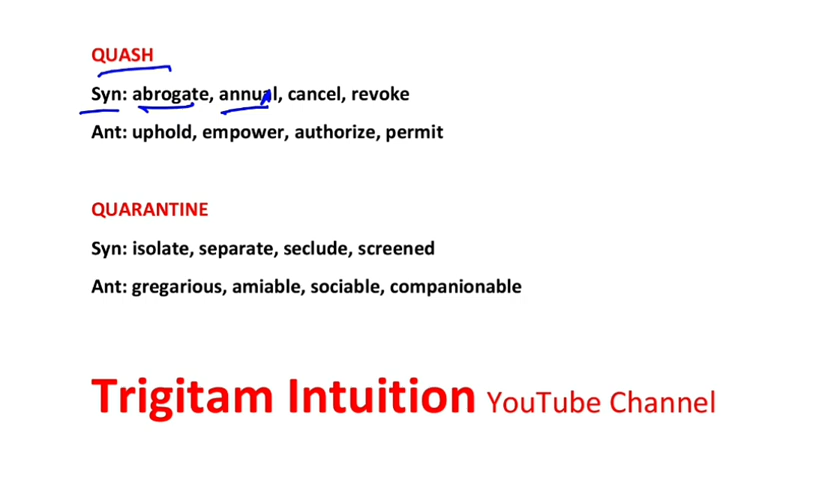 QUASH
Syn: abrogate, annual, cancel, revoke
Ant: uphold, empower, authorize, permit
QUARANTINE
Syn: isolate, separate, seclude, screened
Ant: gregarious, amiable, sociable, companionable
Trigitam Intuition YouTube Channel